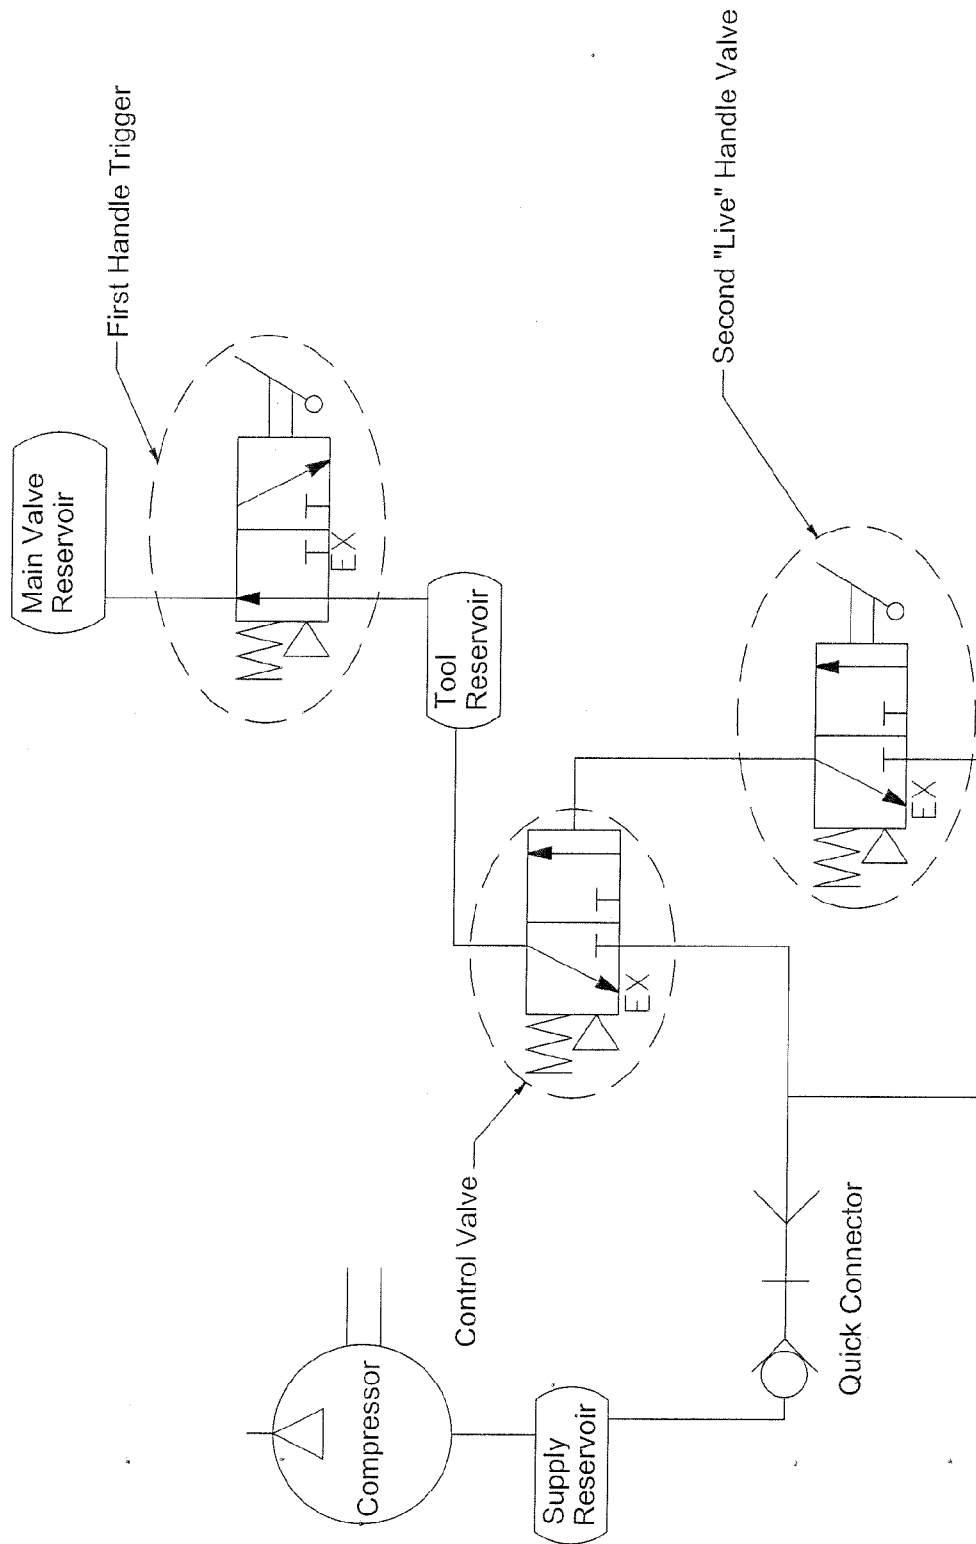 Main Valve
Reservoir
First Handle Trigger
EX
Tool
Reservoir
Second "Live" Handle Valve
EX
EX
Control Valve
Compressor
Supply
Reservoir
Quick Connector